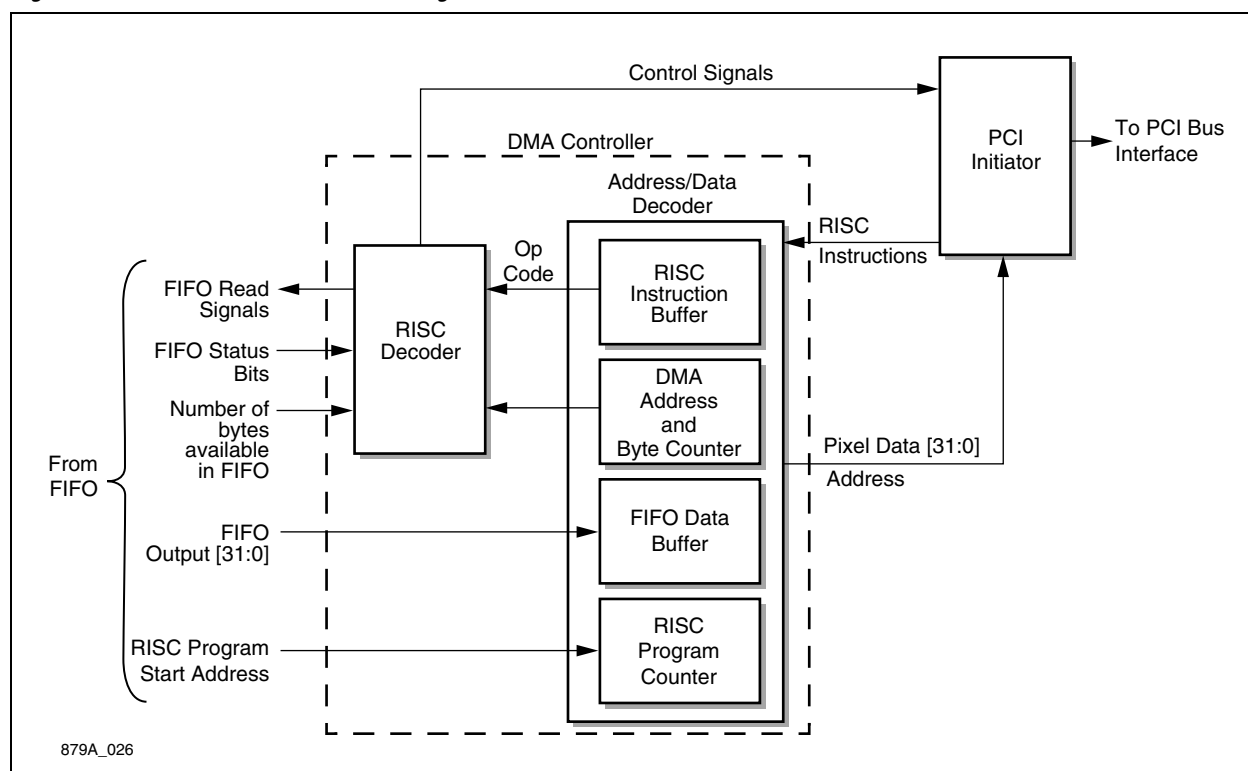 Control Signals
PCI
Initiator
To PCI Bus
Interface
DMA Controller
Address/Data
Decoder
RISC
Instructions
Op
Code
RISC
Instruction
Buffer
FIFO Read
Signals
RISC
Decoder
FIFO Status
Bits
DMA
Address
and
Byte Counter
Number of
bytes
available
in FIFO
Pixel Data [31:0]
Address
From
FIFO
FIFO
Output [31:0]
FIFO Data
Buffer
RISC Program
Start Address
RISC
Program
Counter
879A_026